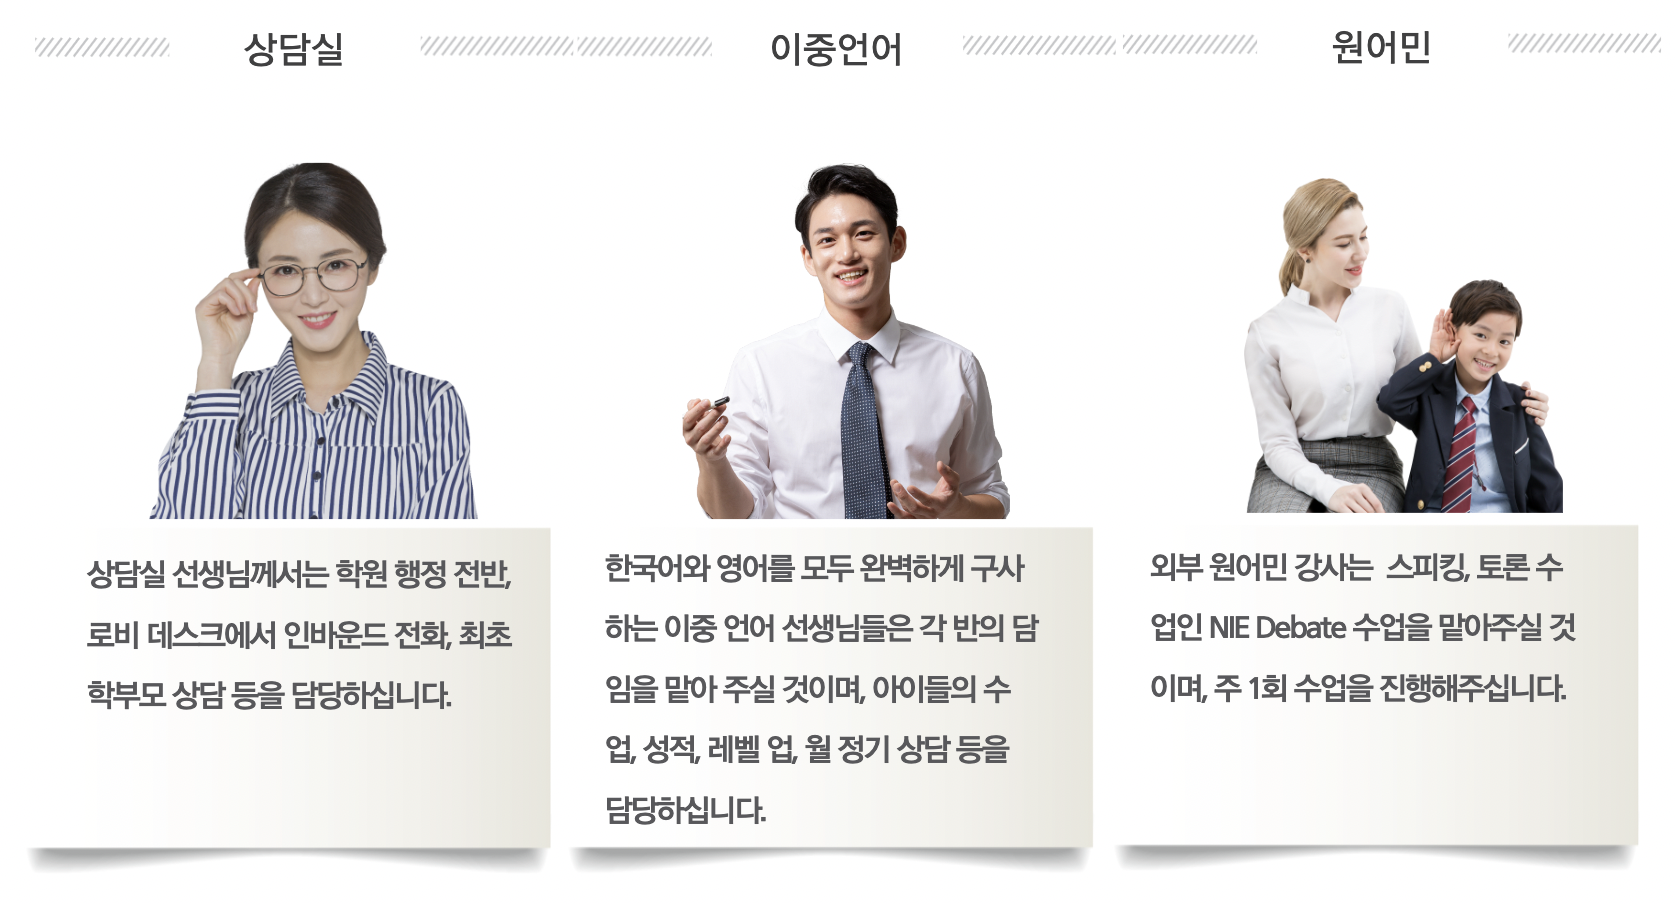 상담실
이중언어
원어민
상담실 선생님께서는 학원 행정 전반,
로비 데스크에서 인바운드 전화, 최초
학부모 상담 등을 담당하십니다.
한국어와 영어를 모두 완벽하게 구사
하는 이중 언어 선생님들은 각 반의 담
임을 맡아 주실 것이며, 아이들의 수
업, 성적, 레벨 업, 월 정기 상담 등을
담당하십니다.
외부 원어민 강사는 스피킹, 토론 수
업인 NIE Debate 수업을 맡아주실 것
이며, 주 1회 수업을 진행해주십니다.